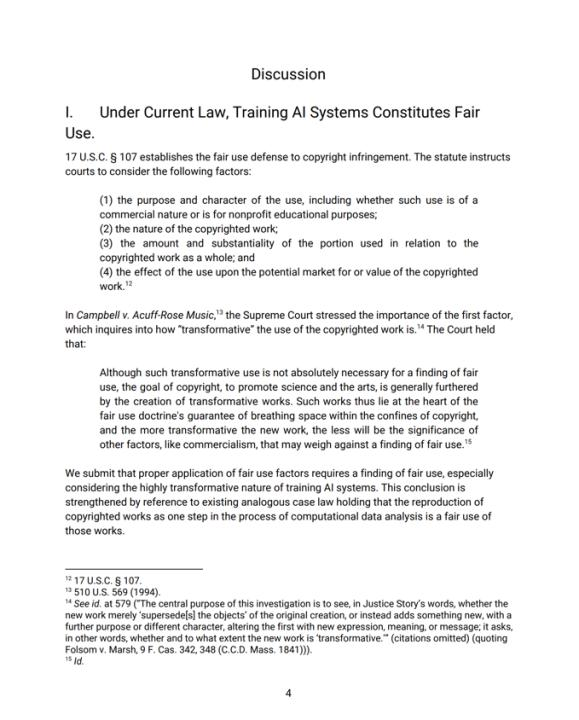 Discussion
I. Under Current Law, Training AI Systems Constitutes Fair
Use.
17 U.S.C. § 107 establishes the fair use defense to copyright infringement. The statute instructs
courts to consider the following factors:
(1) the purpose and character of the use, including whether such use is of a
commercial nature or is for nonprofit educational purposes;
(2) the nature of the copyrighted work;
(3) the amount and substantiality of the portion used in relation to the
copyrighted work as a whole; and
(4) the effect of the use upon the potential market for or value of the copyrighted
work.¹²
In Campbell v. Acuff-Rose Music,¹³ the Supreme Court stressed the importance of the first factor,
which inquires into how “transformative” the use of the copyrighted work is.¹⁴ The Court held
that:
Although such transformative use is not absolutely necessary for a finding of fair
use, the goal of copyright, to promote science and the arts, is generally furthered
by the creation of transformative works. Such works thus lie at the heart of the
fair use doctrine's guarantee of breathing space within the confines of copyright,
and the more transformative the new work, the less will be the significance of
other factors, like commercialism, that may weigh against a finding of fair use.¹⁵
We submit that proper application of fair use factors requires a finding of fair use, especially
considering the highly transformative nature of training AI systems. This conclusion is
strengthened by reference to existing analogous case law holding that the reproduction of
copyrighted works as one step in the process of computational data analysis is a fair use of
those works.
¹² 17 U.S.C. § 107.
¹³ 510 U.S. 569 (1994).
¹⁴ See id. at 579 (“The central purpose of this investigation is to see, in Justice Story’s words, whether the
new work merely ‘supersede[s] the objects’ of the original creation, or instead adds something new, with a
further purpose or different character, altering the first with new expression, meaning, or message; it asks,
in other words, whether and to what extent the new work is ‘transformative.’” (citations omitted) (quoting
Folsom v. Marsh, 9 F. Cas. 342, 348 (C.C.D. Mass. 1841))).
¹⁵ Id.
4